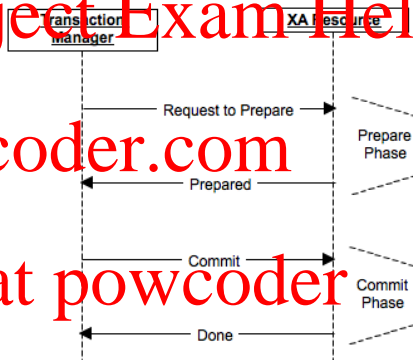 ject Exam Hel
Transaction
Manager
XA Resource
Request to Prepare
Prepare
Phase
coder.com
Prepared
Commit
Commit
Phase
at powcoder
Done